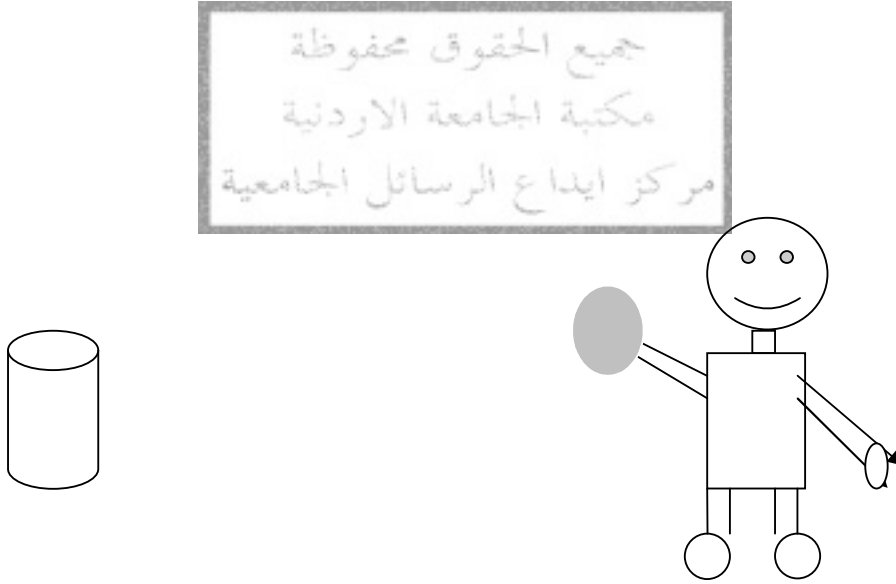 جميع الحقوق محفوظة
مكتبة الجامعة الاردنية
مركز ايداع الرسائل الجامعية